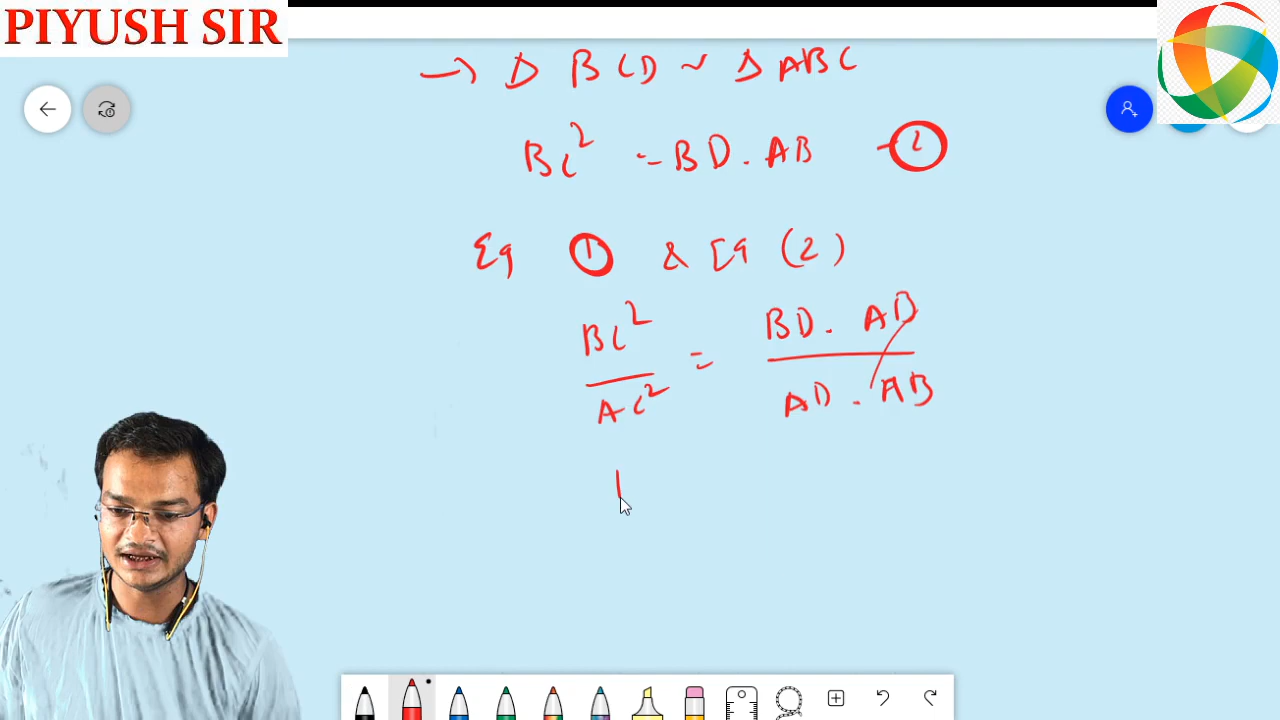 PIYUSH SIR
→ Δ BCD ~ Δ ABC
BC² = BD . AB - ②
Eq ① & Eq (2)
BC² / AC² = BD . AB / AD . AB